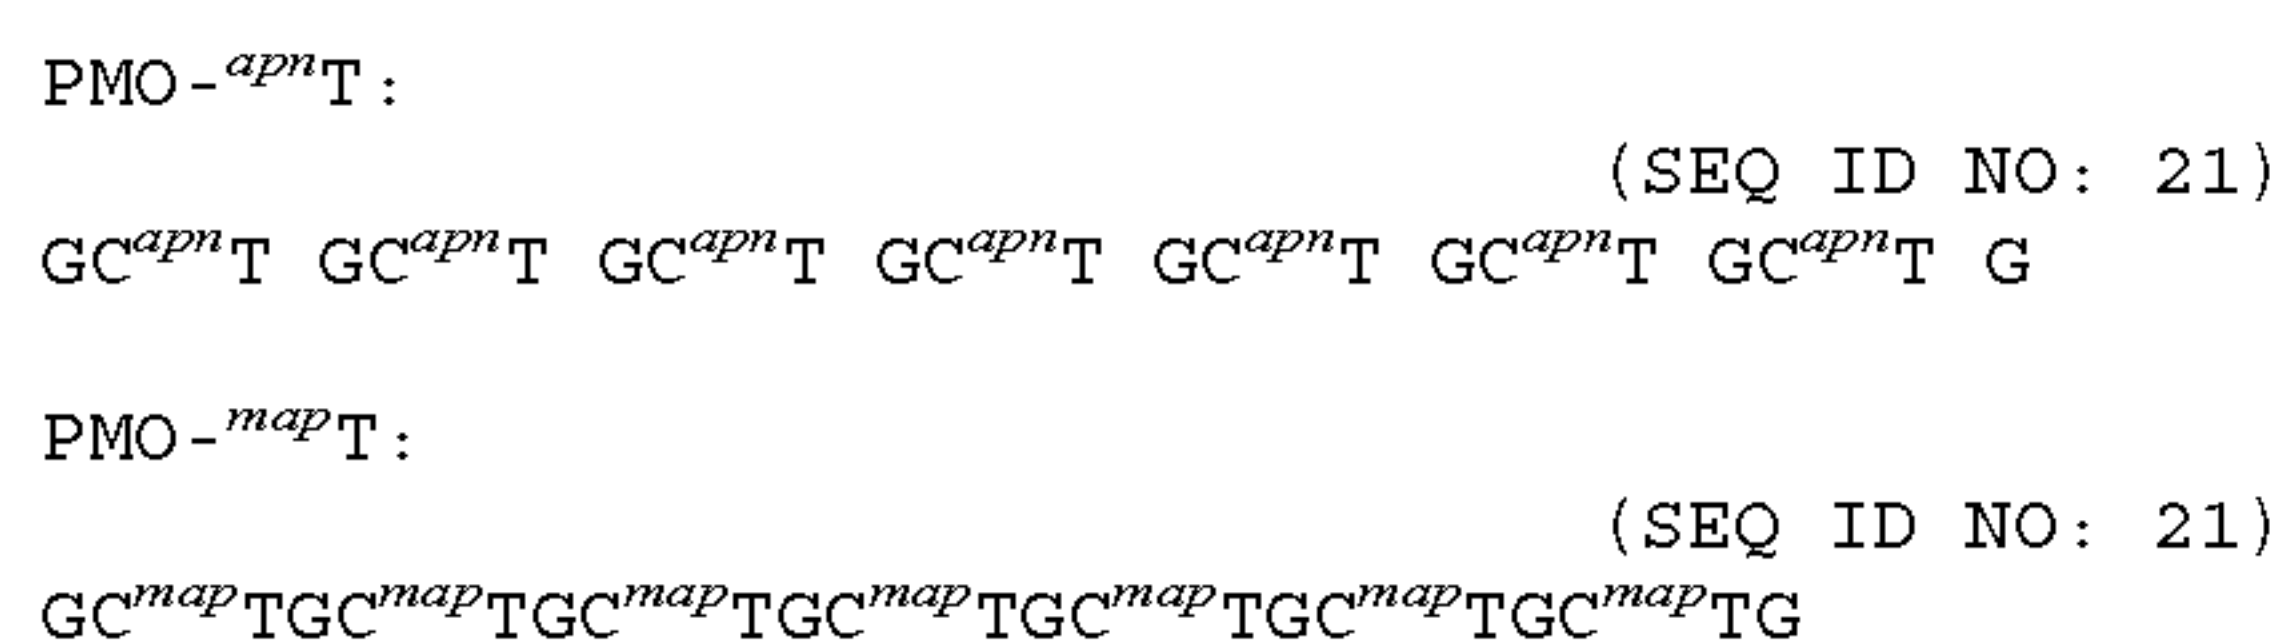 PMO-apnT:
(SEQ ID NO: 21)
GCapnT GCapnT GCapnT GCapnT GCapnT GCapnT GCapnT G
PMO-mapT:
(SEQ ID NO: 21)
GCmapTGCmapTGCmapTGCmapTGCmapTGCmapTGCmapTG